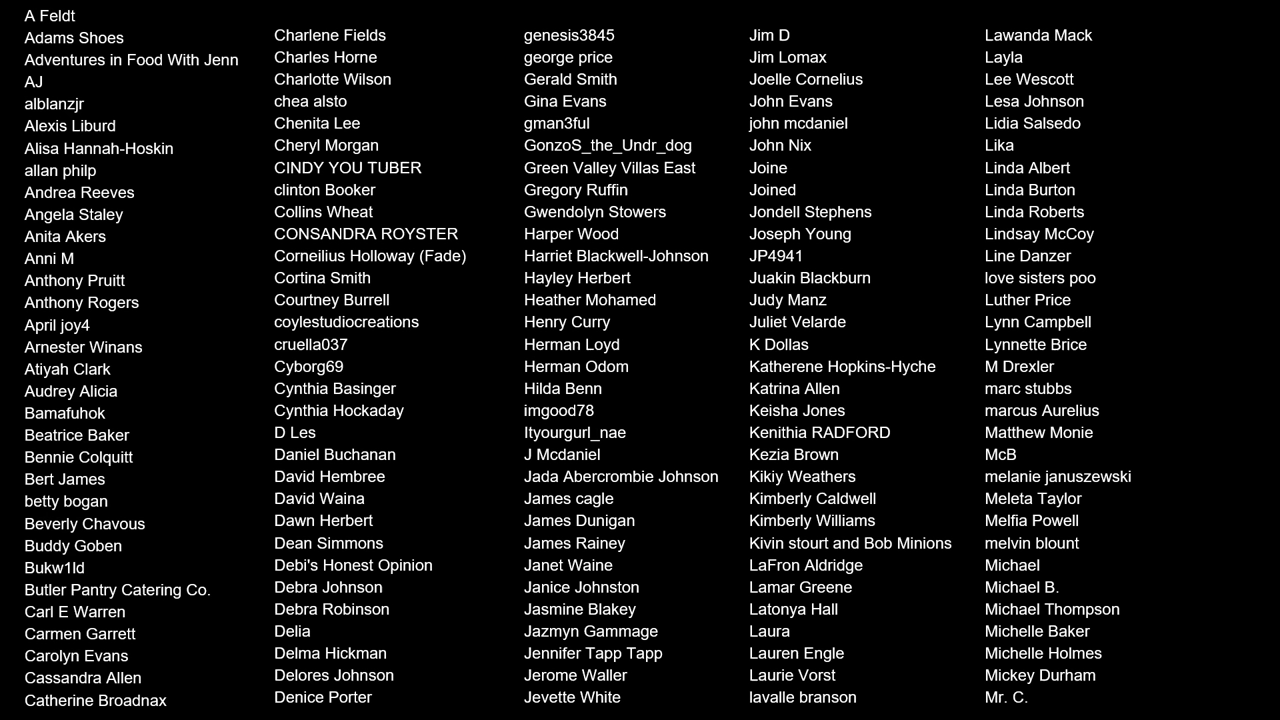 A Feldt
Adams Shoes
Adventures in Food With Jenn
AJ
alblanzjr
Alexis Liburd
Alisa Hannah-Hoskin
allan philp
Andrea Reeves
Angela Staley
Anita Akers
Anni M
Anthony Pruitt
Anthony Rogers
April joy4
Arnester Winans
Atiyah Clark
Audrey Alicia
Bamafuhok
Beatrice Baker
Bennie Colquitt
Bert James
betty bogan
Beverly Chavous
Buddy Goben
Bukw1ld
Butler Pantry Catering Co.
Carl E Warren
Carmen Garrett
Carolyn Evans
Cassandra Allen
Catherine Broadnax
Charlene Fields
Charles Horne
Charlotte Wilson
chea alsto
Chenita Lee
Cheryl Morgan
CINDY YOU TUBER
clinton Booker
Collins Wheat
CONSANDRA ROYSTER
Corneilius Holloway (Fade)
Cortina Smith
Courtney Burrell
coylestudiocreations
cruella037
Cyborg69
Cynthia Basinger
Cynthia Hockaday
D Les
Daniel Buchanan
David Hembree
David Waina
Dawn Herbert
Dean Simmons
Debi's Honest Opinion
Debra Johnson
Debra Robinson
Delia
Delma Hickman
Delores Johnson
Denice Porter
genesis3845
george price
Gerald Smith
Gina Evans
gman3ful
GonzoS_the_Undr_dog
Green Valley Villas East
Gregory Ruffin
Gwendolyn Stowers
Harper Wood
Harriet Blackwell-Johnson
Hayley Herbert
Heather Mohamed
Henry Curry
Herman Loyd
Herman Odom
Hilda Benn
imgood78
Ityourgurl_nae
J Mcdaniel
Jada Abercrombie Johnson
James cagle
James Dunigan
James Rainey
Janet Waine
Janice Johnston
Jasmine Blakey
Jazmyn Gammage
Jennifer Tapp Tapp
Jerome Waller
Jevette White
Jim D
Jim Lomax
Joelle Cornelius
John Evans
john mcdaniel
John Nix
Joine
Joined
Jondell Stephens
Joseph Young
JP4941
Juakin Blackburn
Judy Manz
Juliet Velarde
K Dollas
Katherene Hopkins-Hyche
Katrina Allen
Keisha Jones
Kenithia RADFORD
Kezia Brown
Kikiy Weathers
Kimberly Caldwell
Kimberly Williams
Kivin stourt and Bob Minions
LaFron Aldridge
Lamar Greene
Latonya Hall
Laura
Lauren Engle
Laurie Vorst
lavalle branson
Lawanda Mack
Layla
Lee Wescott
Lesa Johnson
Lidia Salsedo
Lika
Linda Albert
Linda Burton
Linda Roberts
Lindsay McCoy
Line Danzer
love sisters poo
Luther Price
Lynn Campbell
Lynnette Brice
M Drexler
marc stubbs
marcus Aurelius
Matthew Monie
McB
melanie januszewski
Meleta Taylor
Melfia Powell
melvin blount
Michael
Michael B.
Michael Thompson
Michelle Baker
Michelle Holmes
Mickey Durham
Mr. C.